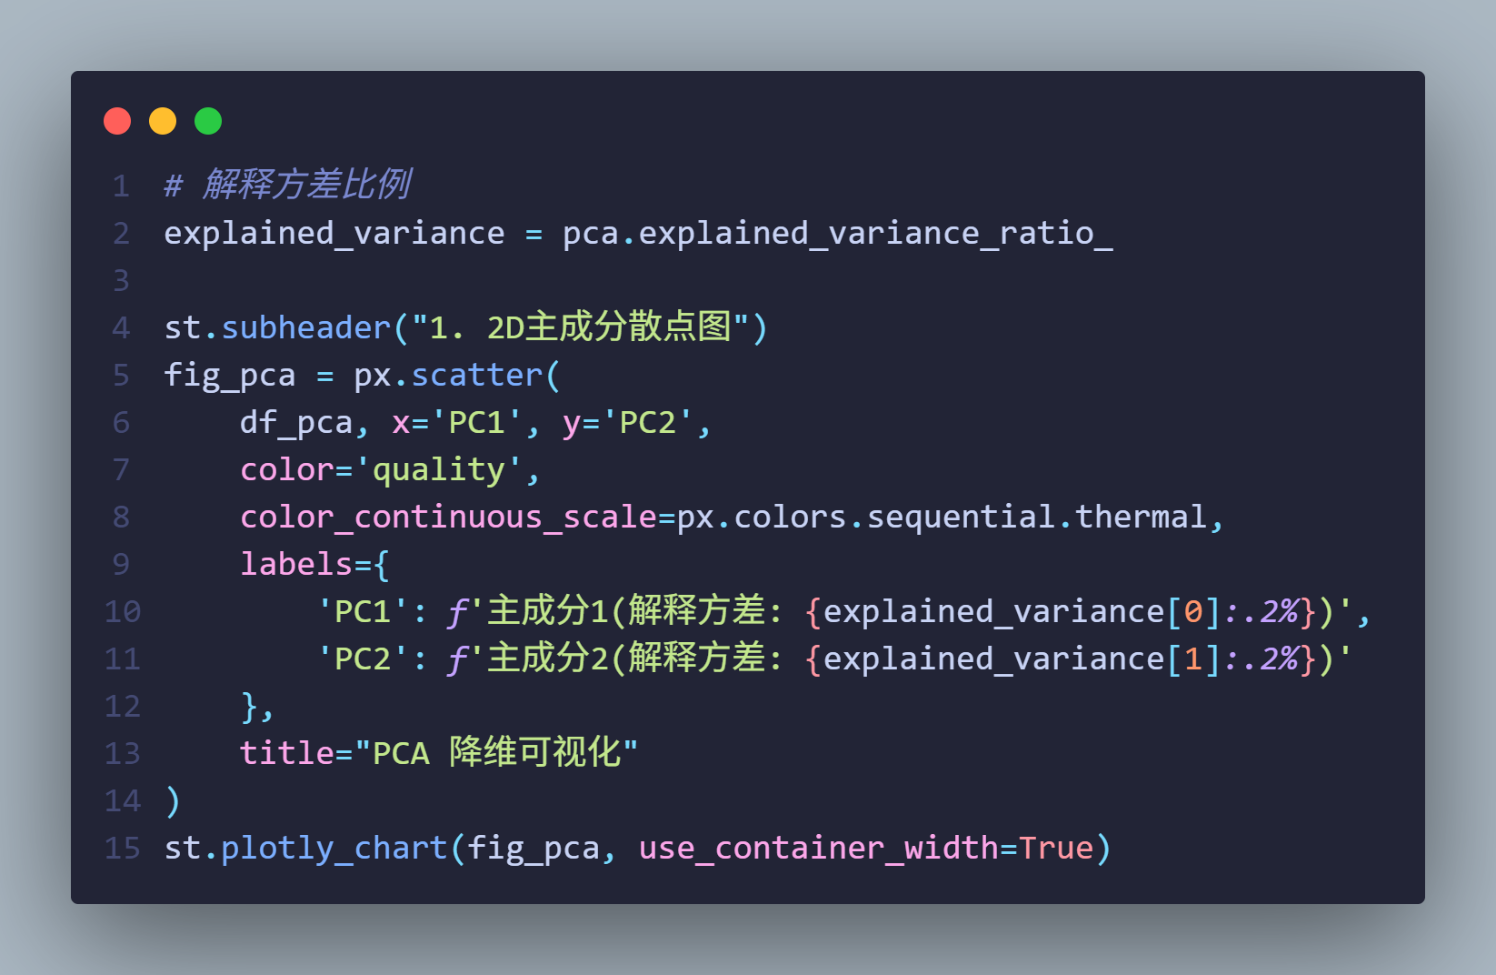 1 # 解释方差比例
2 explained_variance = pca.explained_variance_ratio_
3
4 st.subheader("1. 2D主成分散点图")
5 fig_pca = px.scatter(
6     df_pca, x='PC1', y='PC2',
7     color='quality',
8     color_continuous_scale=px.colors.sequential.thermal,
9     labels={
10         'PC1': f'主成分1(解释方差: {explained_variance[0]:.2%})',
11         'PC2': f'主成分2(解释方差: {explained_variance[1]:.2%})'
12     },
13     title="PCA 降维可视化"
14 )
15 st.plotly_chart(fig_pca, use_container_width=True)